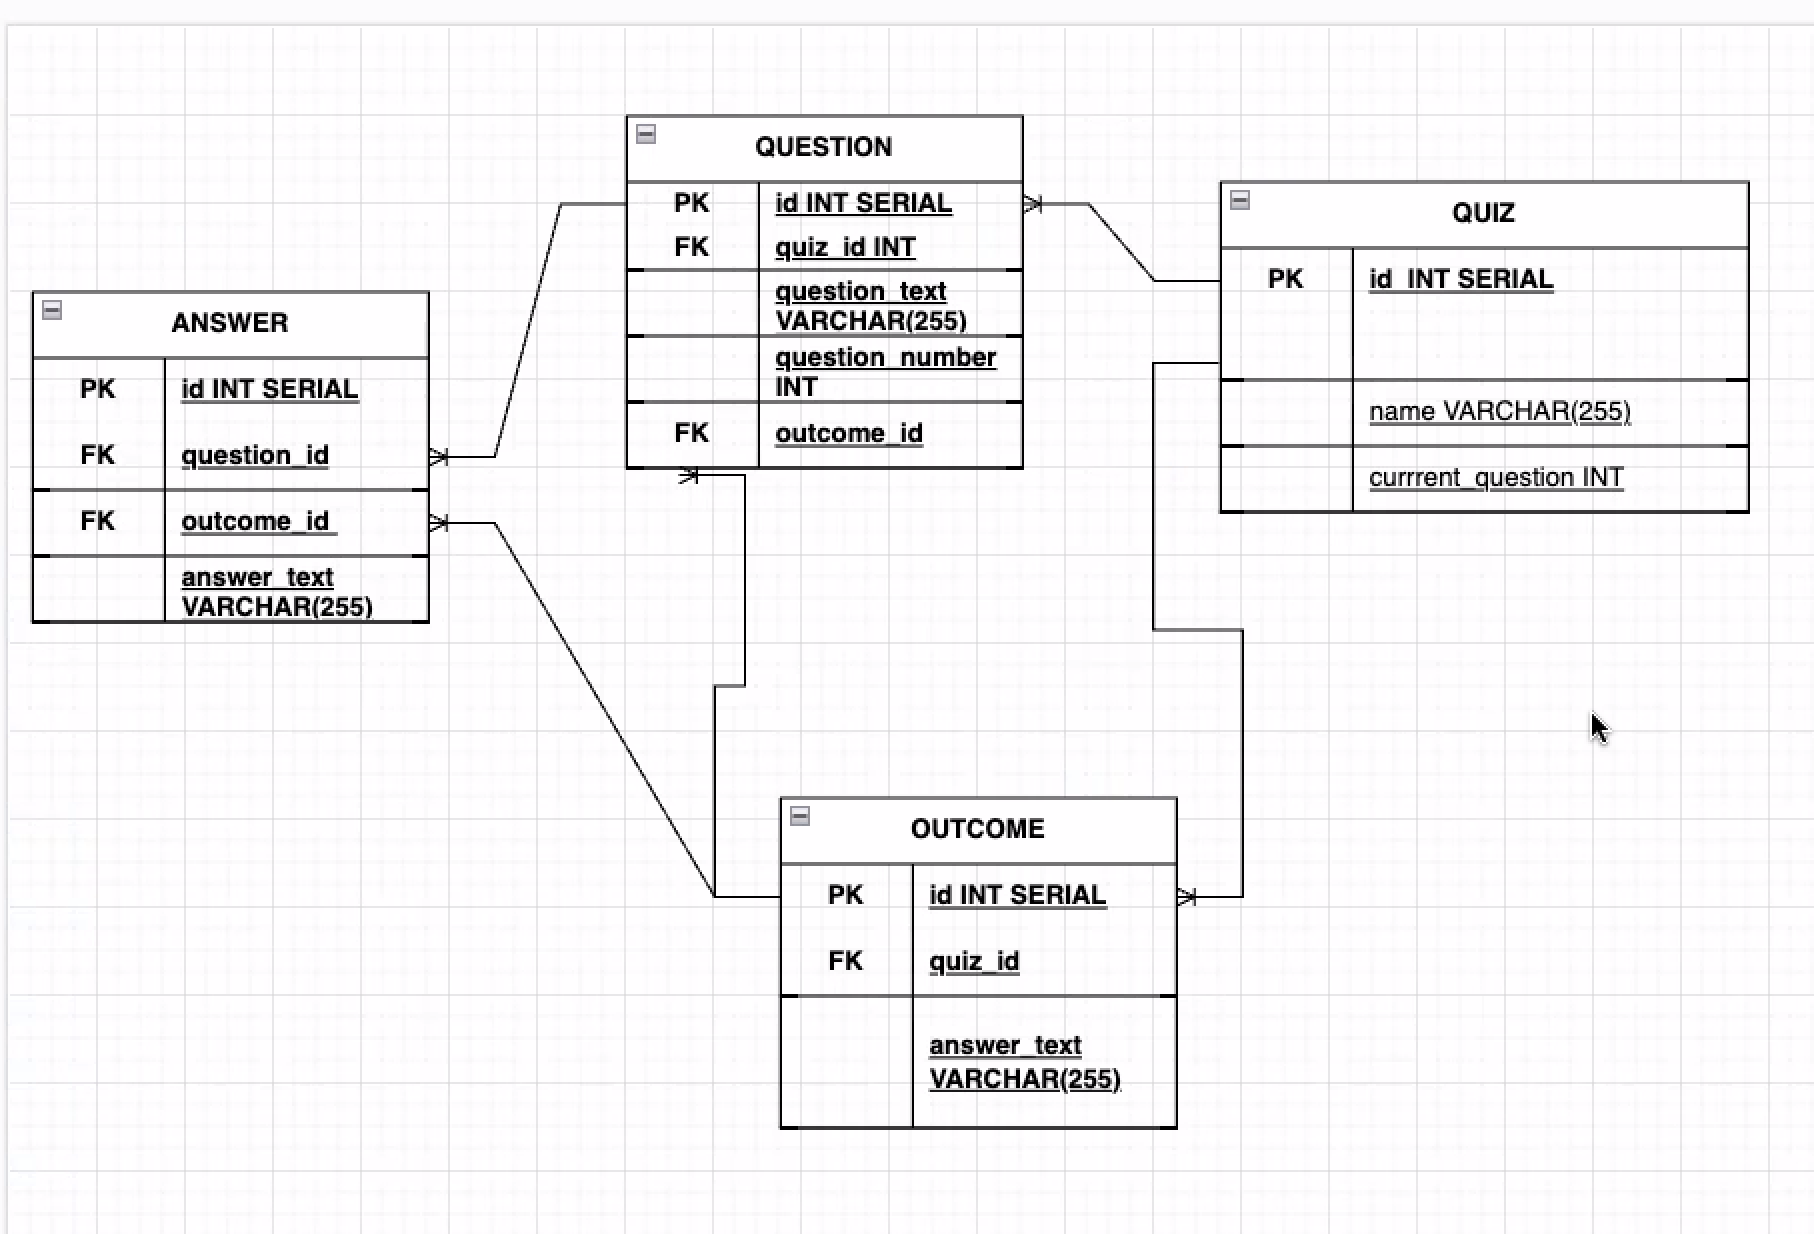 QUESTION
PK id INT SERIAL
FK quiz_id INT
question_text
VARCHAR(255)
question_number
INT
FK outcome_id
QUIZ
PK id INT SERIAL
name VARCHAR(255)
currrent_question INT
ANSWER
PK id INT SERIAL
FK question_id
FK outcome_id
answer_text
VARCHAR(255)
OUTCOME
PK id INT SERIAL
FK quiz_id
answer_text
VARCHAR(255)